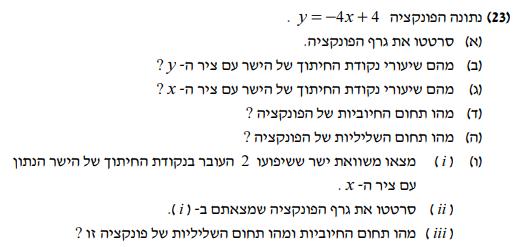 (23) נתונה הפונקציה y = −4x + 4 .
(א) סרטטו את גרף הפונקציה.
(ב) מהם שיעורי נקודת החיתוך של הישר עם ציר ה- y ?
(ג) מהם שיעורי נקודת החיתוך של הישר עם ציר ה- x ?
(ד) מהו תחום החיוביות של הפונקציה ?
(ה) מהו תחום השליליות של הפונקציה ?
(ו) (i) מצאו משוואת ישר ששיפועו 2 העובר בנקודת החיתוך של הישר הנתון
עם ציר ה- x .
(ii) סרטטו את גרף הפונקציה שמצאתם ב- (i).
(iii) מהו תחום החיוביות ומהו תחום השליליות של פונקציה זו ?